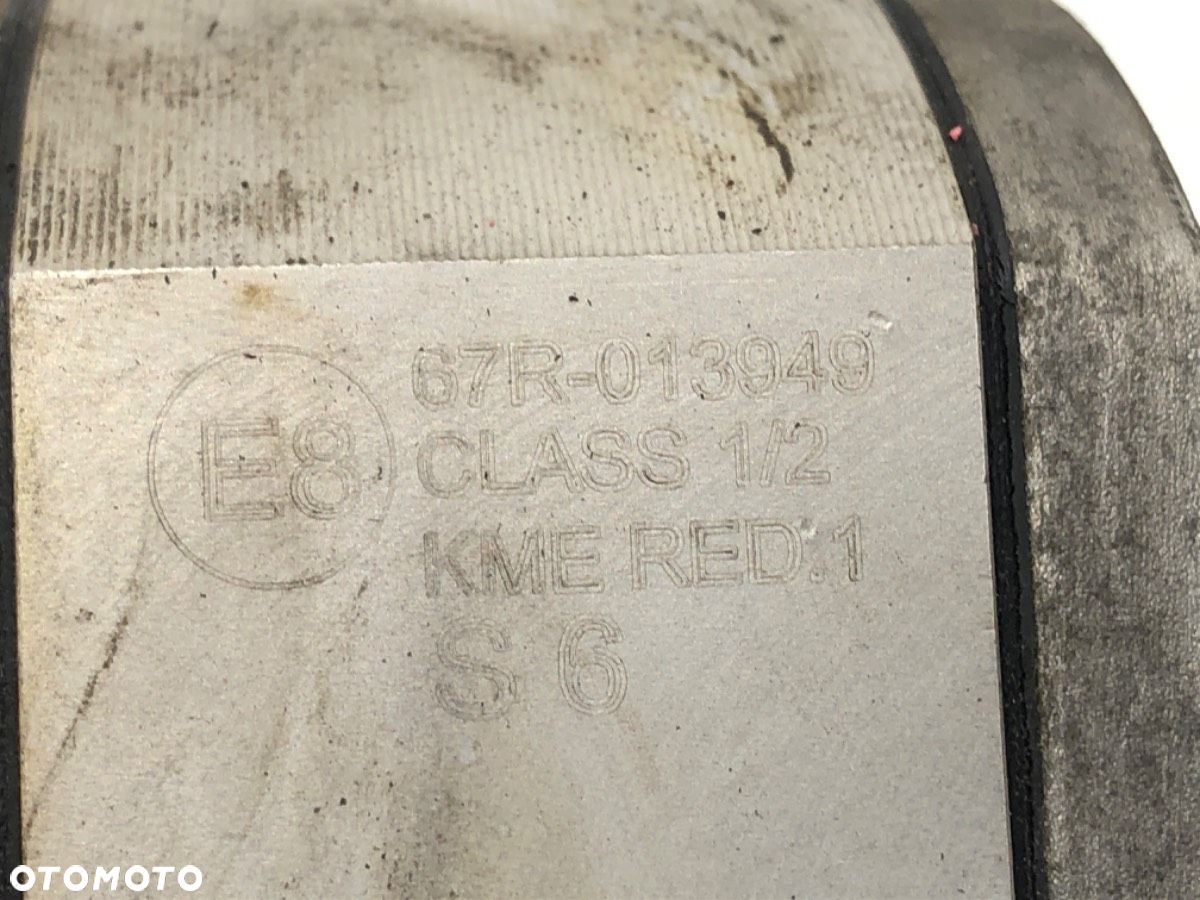 E8
67R-013949
CLASS 1/2
KME RED.1
S 6
OTOMOTO